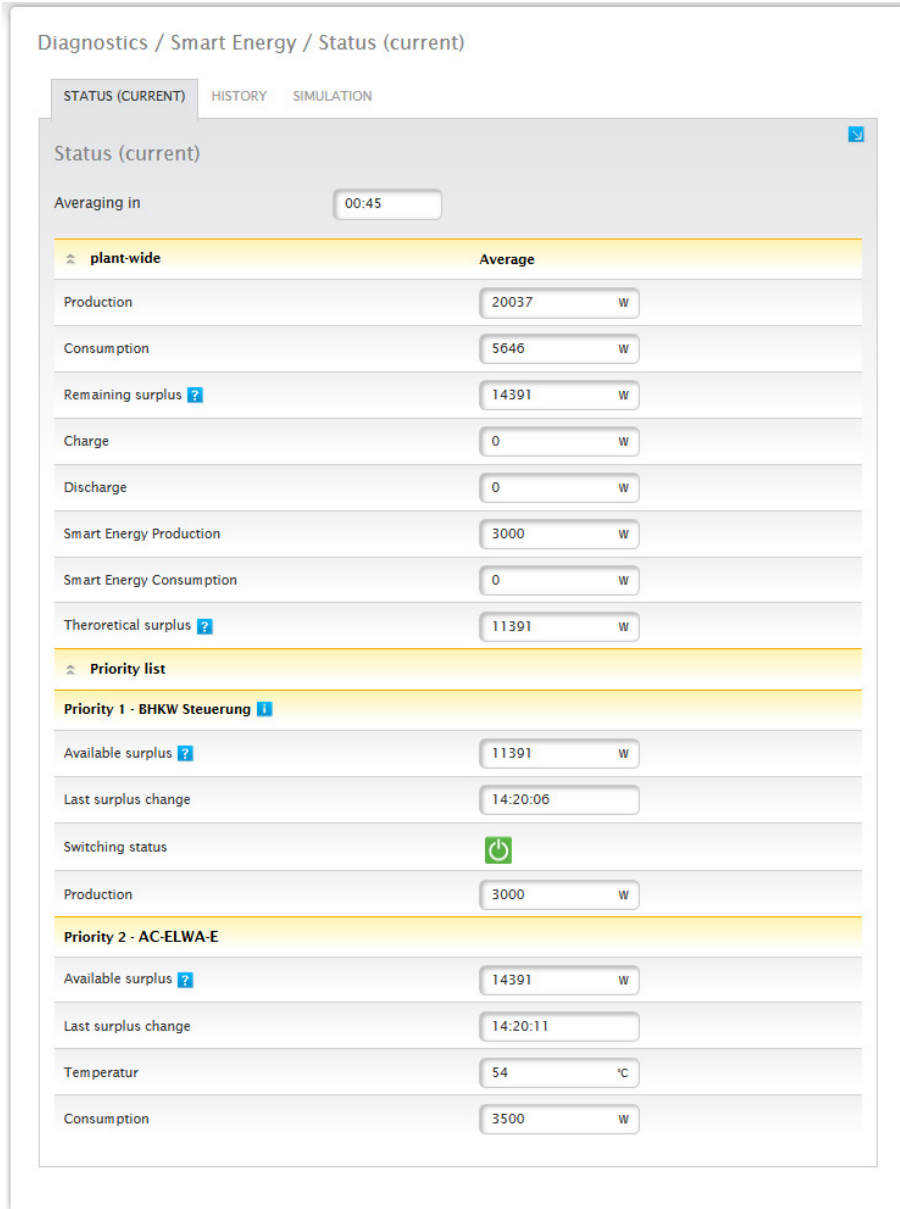 Diagnostics / Smart Energy / Status (current)
STATUS (CURRENT) HISTORY SIMULATION
Status (current)
Averaging in 00:45
plant-wide Average
Production 20037 W
Consumption 5646 W
Remaining surplus ? 14391 W
Charge 0 W
Discharge 0 W
Smart Energy Production 3000 W
Smart Energy Consumption 0 W
Theroretical surplus ? 11391 W
Priority list
Priority 1 - BHKW Steuerung i
Available surplus ? 11391 W
Last surplus change 14:20:06
Switching status
Production 3000 W
Priority 2 - AC-ELWA-E
Available surplus ? 14391 W
Last surplus change 14:20:11
Temperatur 54 °C
Consumption 3500 W